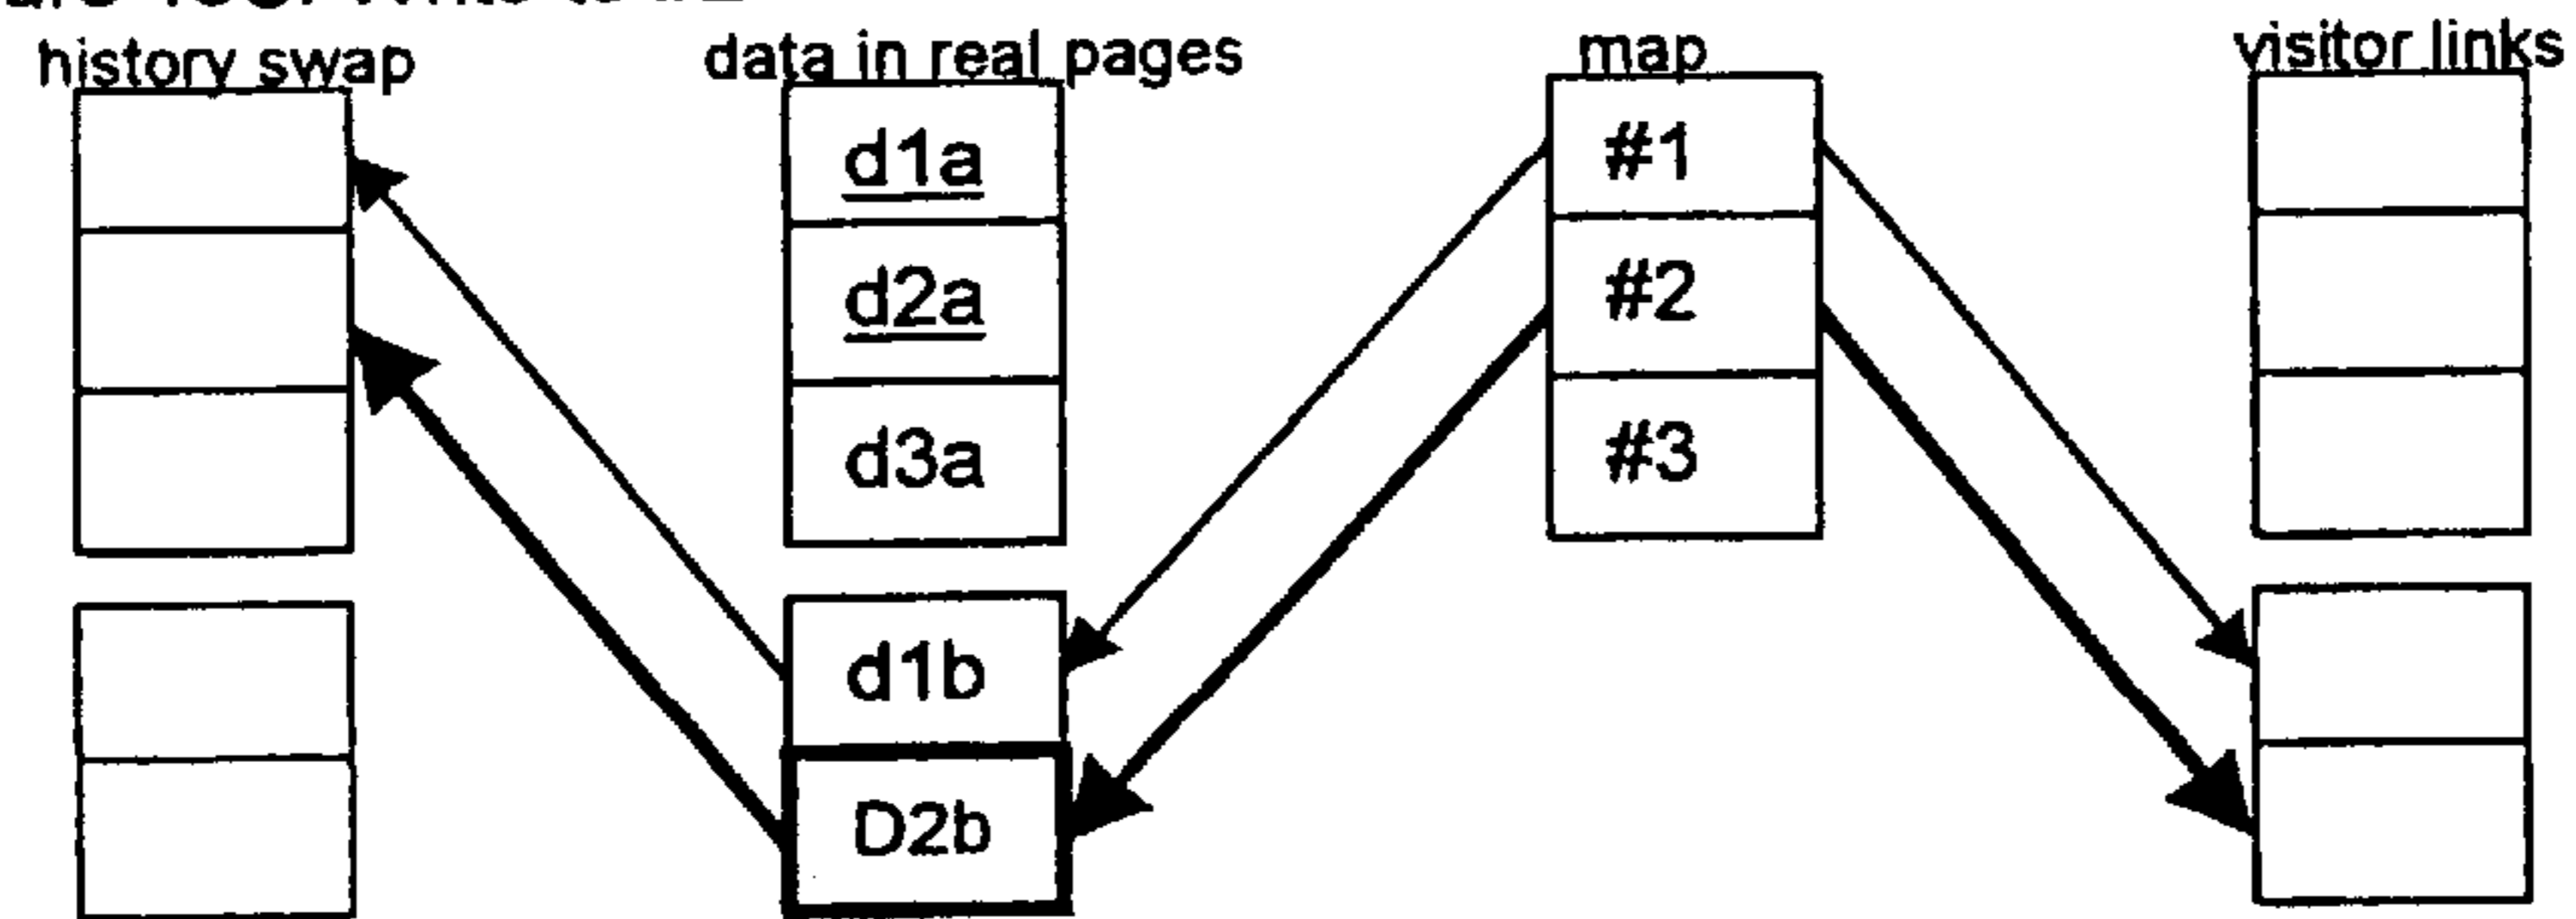 history swap
data in real pages
map
visitor links
d1a
d2a
d3a
d1b
D2b
#1
#2
#3